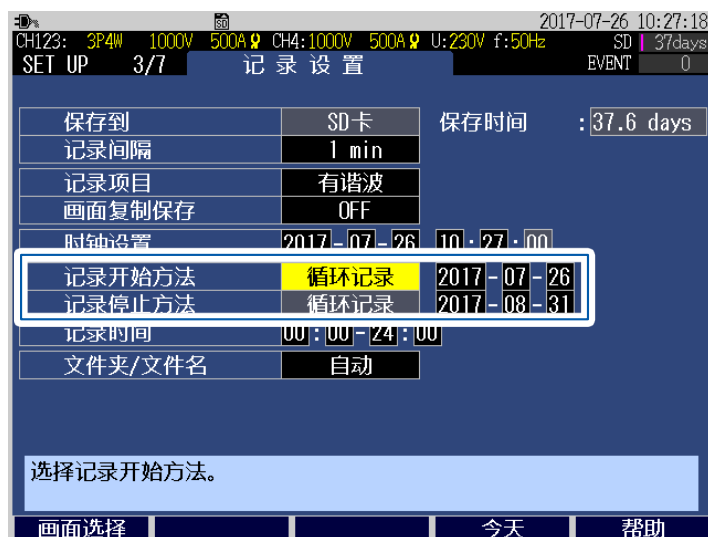 SD 2017-07-26 10:27:18
CH123: 3P4W 1000V 500A CH4:1000V 500A U:230V f:50Hz SD 37days
SET UP 3/7 记录设置 EVENT 0
保存到 SD卡 保存时间 :37.6 days
记录间隔 1 min
记录项目 有谐波
画面复制保存 OFF
时钟设置 2017-07-26 10:27:00
记录开始方法 循环记录 2017-07-26
记录停止方法 循环记录 2017-08-31
记录时间 00:00-24:00
文件夹/文件名 自动
选择记录开始方法。
画面选择 今天 帮助